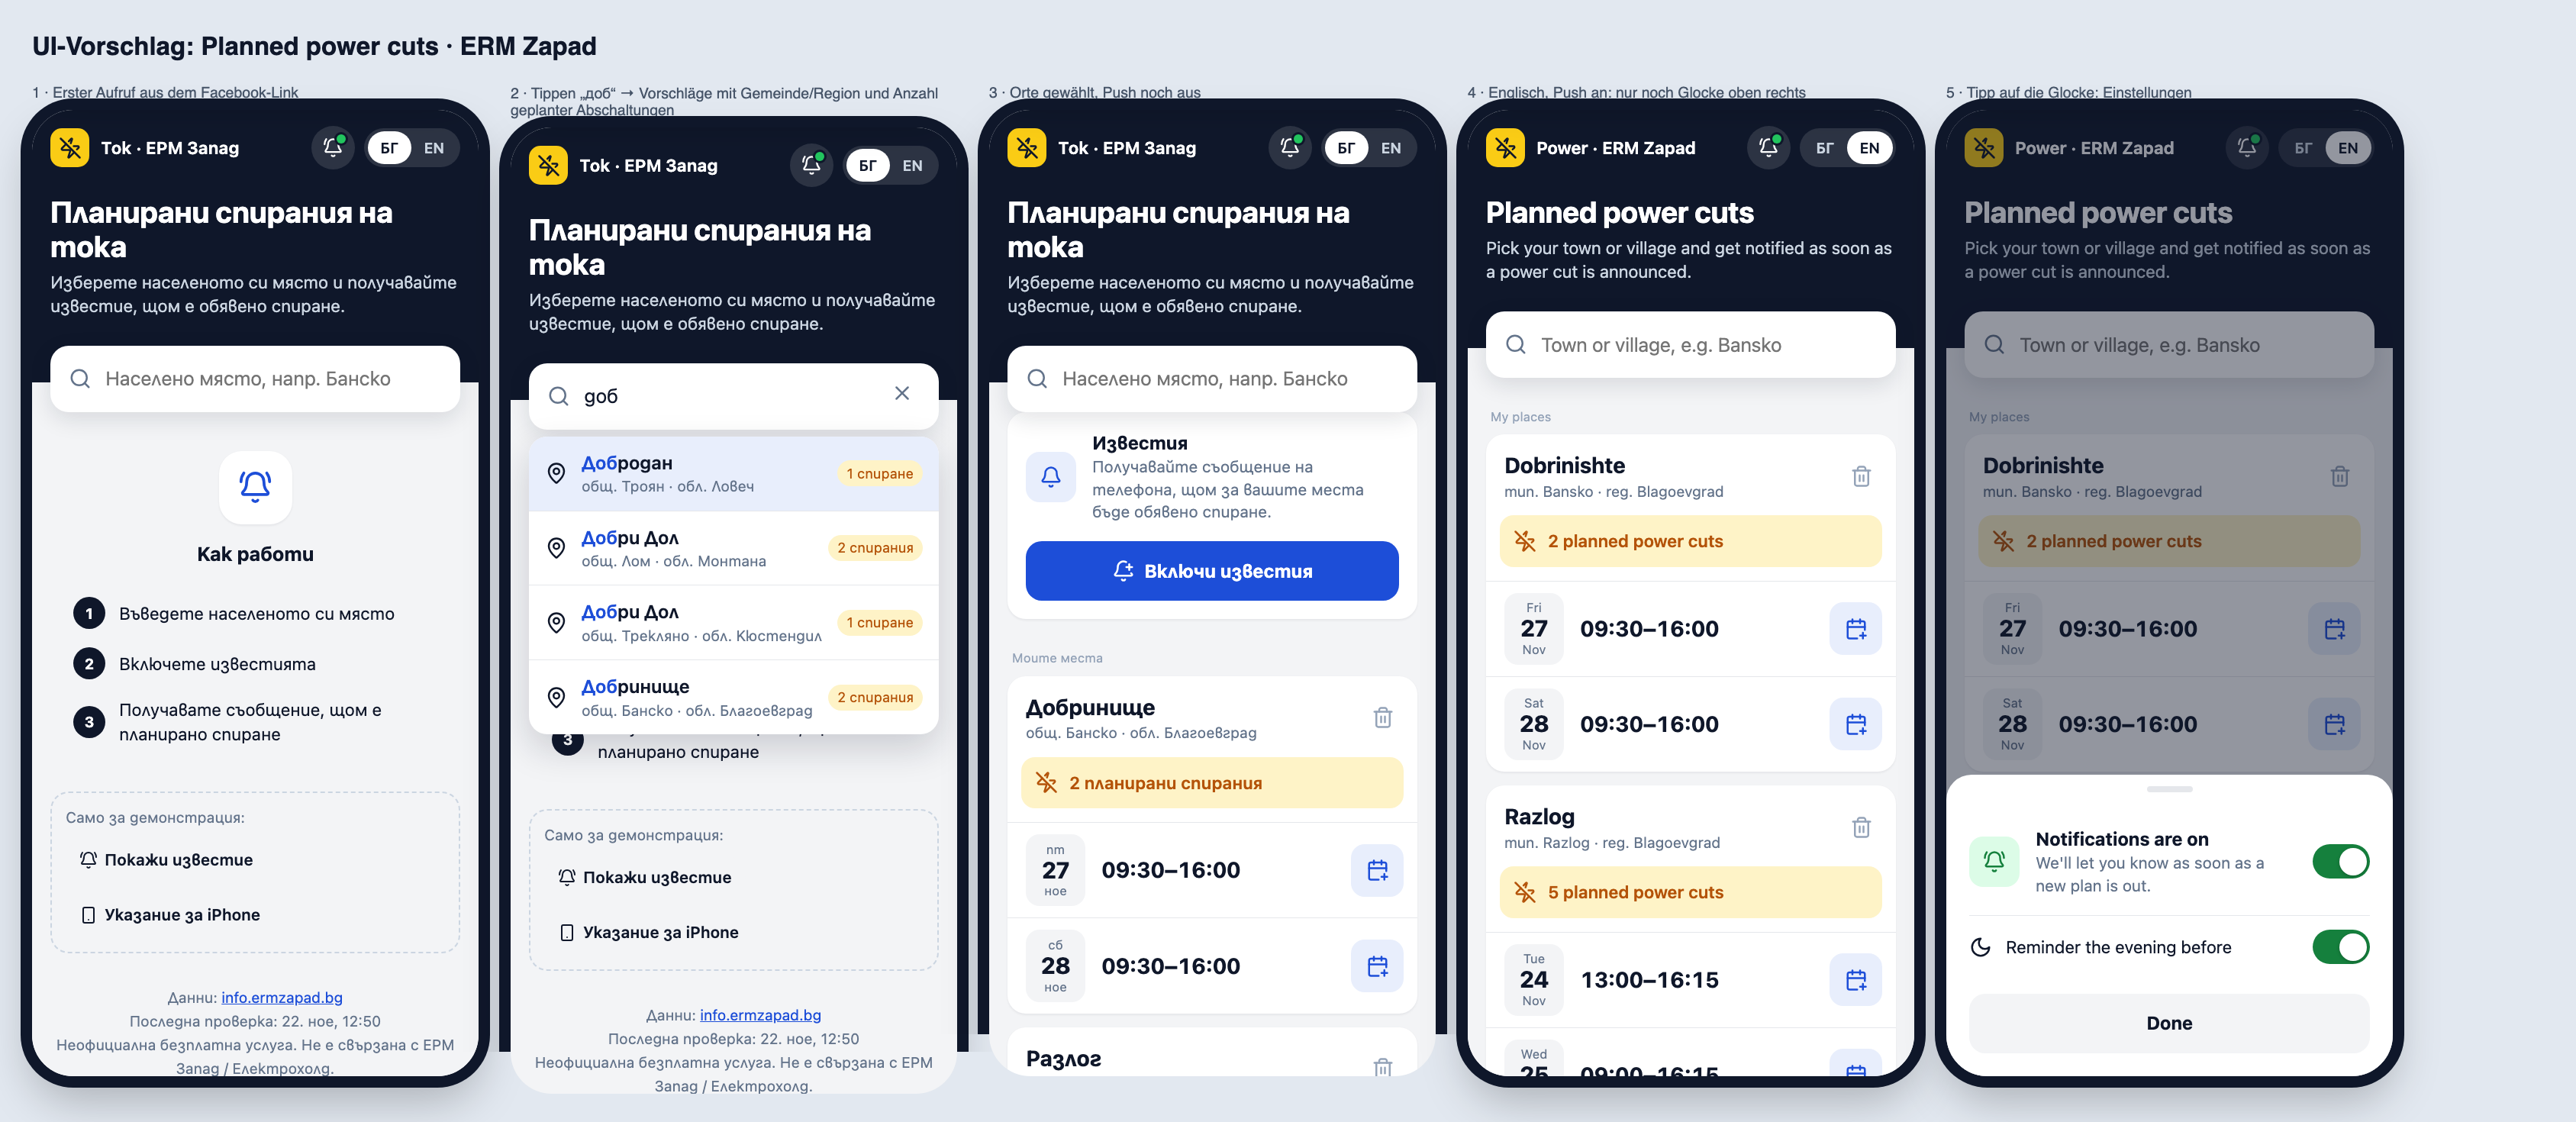 UI-Vorschlag: Planned power cuts · ERM Zapad
1 · Erster Aufruf aus dem Facebook-Link
Ток · ЕРМ Запад
БГ
EN
Планирани спирания на
тока
Изберете населеното си място и получавайте
известие, щом е обявено спиране.
Населено място, напр. Банско
Как работи
1
Въведете населеното си място
2
Включете известията
3
Получавате съобщение, щом е
планирано спиране
Само за демонстрация:
Покажи известие
Указание за iPhone
Данни: info.ermzapad.bg
Последна проверка: 22. ное, 12:50
Неофициална безплатна услуга. Не е свързана с ЕРМ
Запад / Електрохолд.
2 · Tippen „доб“ → Vorschläge mit Gemeinde/Region und Anzahl
geplanter Abschaltungen
Ток · ЕРМ Запад
БГ
EN
Планирани спирания на
тока
Изберете населеното си място и получавайте
известие, щом е обявено спиране.
доб
Добродан
общ. Троян · обл. Ловеч
1 спиране
Добри Дол
общ. Лом · обл. Монтана
2 спирания
Добри Дол
общ. Трекляно · обл. Кюстендил
1 спиране
Добринище
общ. Банско · обл. Благоевград
2 спирания
3
планирано спиране
Само за демонстрация:
Покажи известие
Указание за iPhone
Данни: info.ermzapad.bg
Последна проверка: 22. ное, 12:50
Неофициална безплатна услуга. Не е свързана с ЕРМ
Запад / Електрохолд.
3 · Orte gewählt, Push noch aus
Ток · ЕРМ Запад
БГ
EN
Планирани спирания на
тока
Изберете населеното си място и получавайте
известие, щом е обявено спиране.
Населено място, напр. Банско
Известия
Получавайте съобщение на
телефона, щом за вашите места
бъде обявено спиране.
Включи известия
Моите места
Добринище
общ. Банско · обл. Благоевград
2 планирани спирания
пт
27
ное
09:30–16:00
сб
28
ное
09:30–16:00
Разлог
4 · Englisch, Push an: nur noch Glocke oben rechts
Power · ERM Zapad
БГ
EN
Planned power cuts
Pick your town or village and get notified as soon as
a power cut is announced.
Town or village, e.g. Bansko
My places
Dobrinishte
mun. Bansko · reg. Blagoevgrad
2 planned power cuts
Fri
27
Nov
09:30–16:00
Sat
28
Nov
09:30–16:00
Razlog
mun. Razlog · reg. Blagoevgrad
5 planned power cuts
Tue
24
Nov
13:00–16:15
Wed
25
09:00–16:15
5 · Tipp auf die Glocke: Einstellungen
Power · ERM Zapad
БГ
EN
Planned power cuts
Pick your town or village and get notified as soon as
a power cut is announced.
Town or village, e.g. Bansko
My places
Dobrinishte
mun. Bansko · reg. Blagoevgrad
2 planned power cuts
Fri
27
Nov
09:30–16:00
Sat
28
Nov
09:30–16:00
Notifications are on
We'll let you know as soon as a
new plan is out.
Reminder the evening before
Done